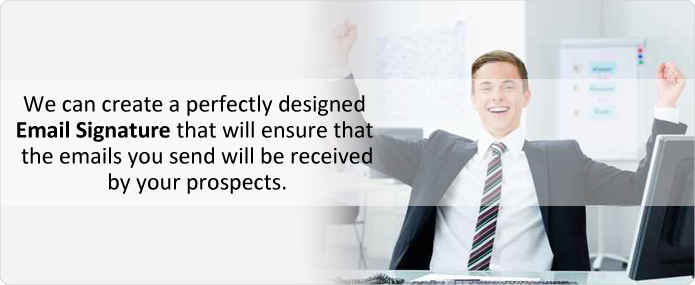 We can create a perfectly designed
Email Signature that will ensure that
the emails you send will be received
by your prospects.